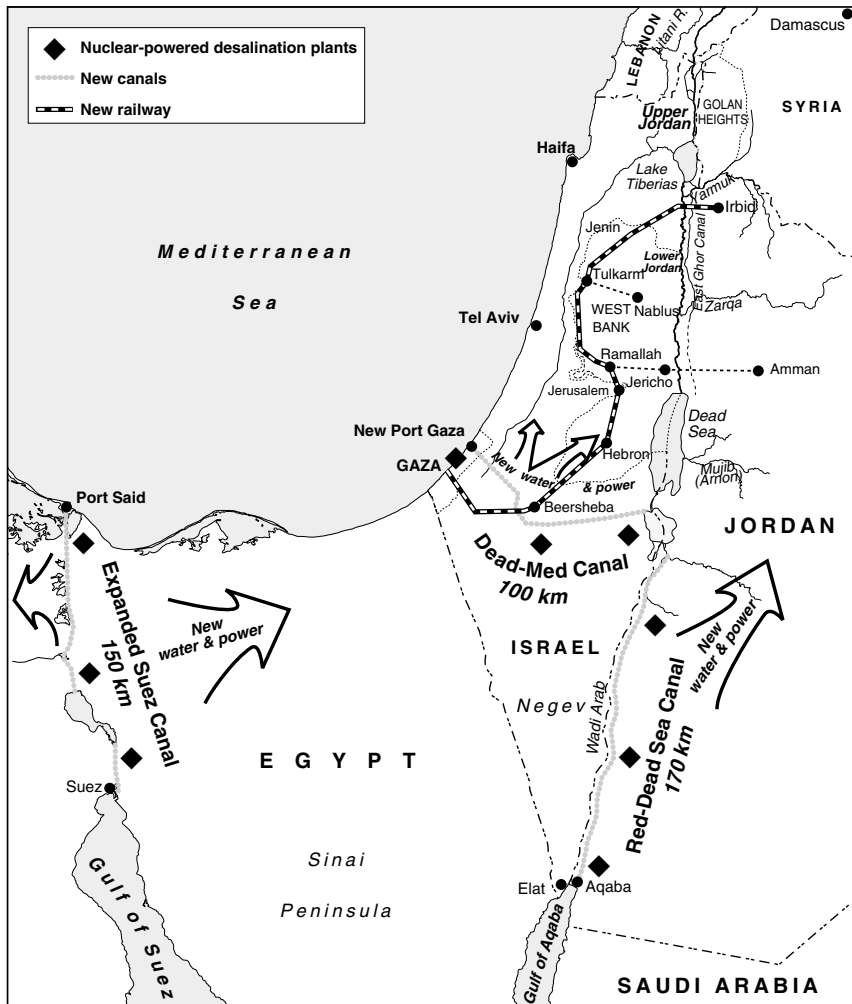 Nuclear-powered desalination plants
New canals
New railway
Damascus
LEBANON
Litani R.
Upper
Jordan
GOLAN
HEIGHTS
SYRIA
Haifa
Lake
Tiberias
Yarmuk
Irbid
Mediterranean
Sea
Jenin
Lower
Jordan
East Ghor Canal
Tulkarm
WEST
BANK
Nablus
Zarqa
Tel Aviv
Ramallah
Jericho
Amman
Jerusalem
Dead
Sea
New Port Gaza
GAZA
Hebron
New water
& power
Mujib
(Arnon)
Port Said
Beersheba
JORDAN
Dead-Med Canal
100 km
Expanded Suez Canal
150 km
New
water & power
ISRAEL
New
water & power
Negev
Wadi Arab
Red-Dead Sea Canal
170 km
EGYPT
Suez
Sinai
Peninsula
Elat
Aqaba
Gulf of Suez
Gulf of Aqaba
SAUDI ARABIA